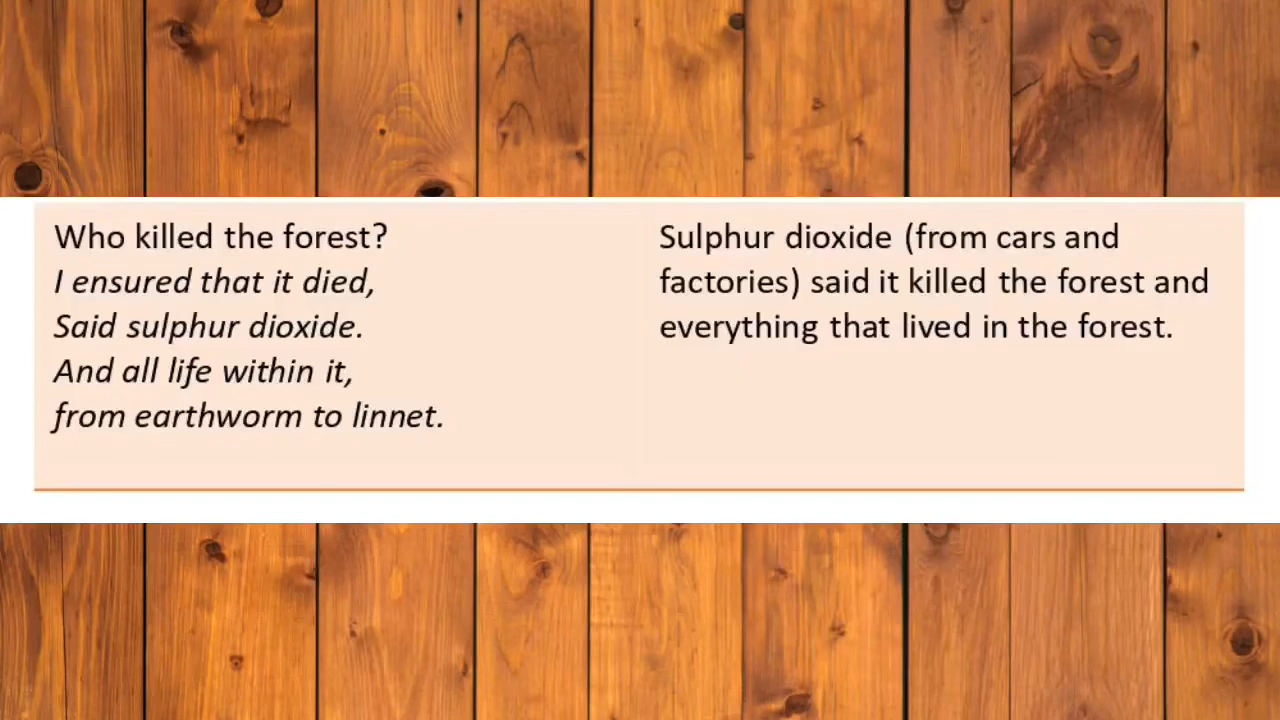 Who killed the forest?
I ensured that it died,
Said sulphur dioxide.
And all life within it,
from earthworm to linnet.
Sulphur dioxide (from cars and
factories) said it killed the forest and
everything that lived in the forest.